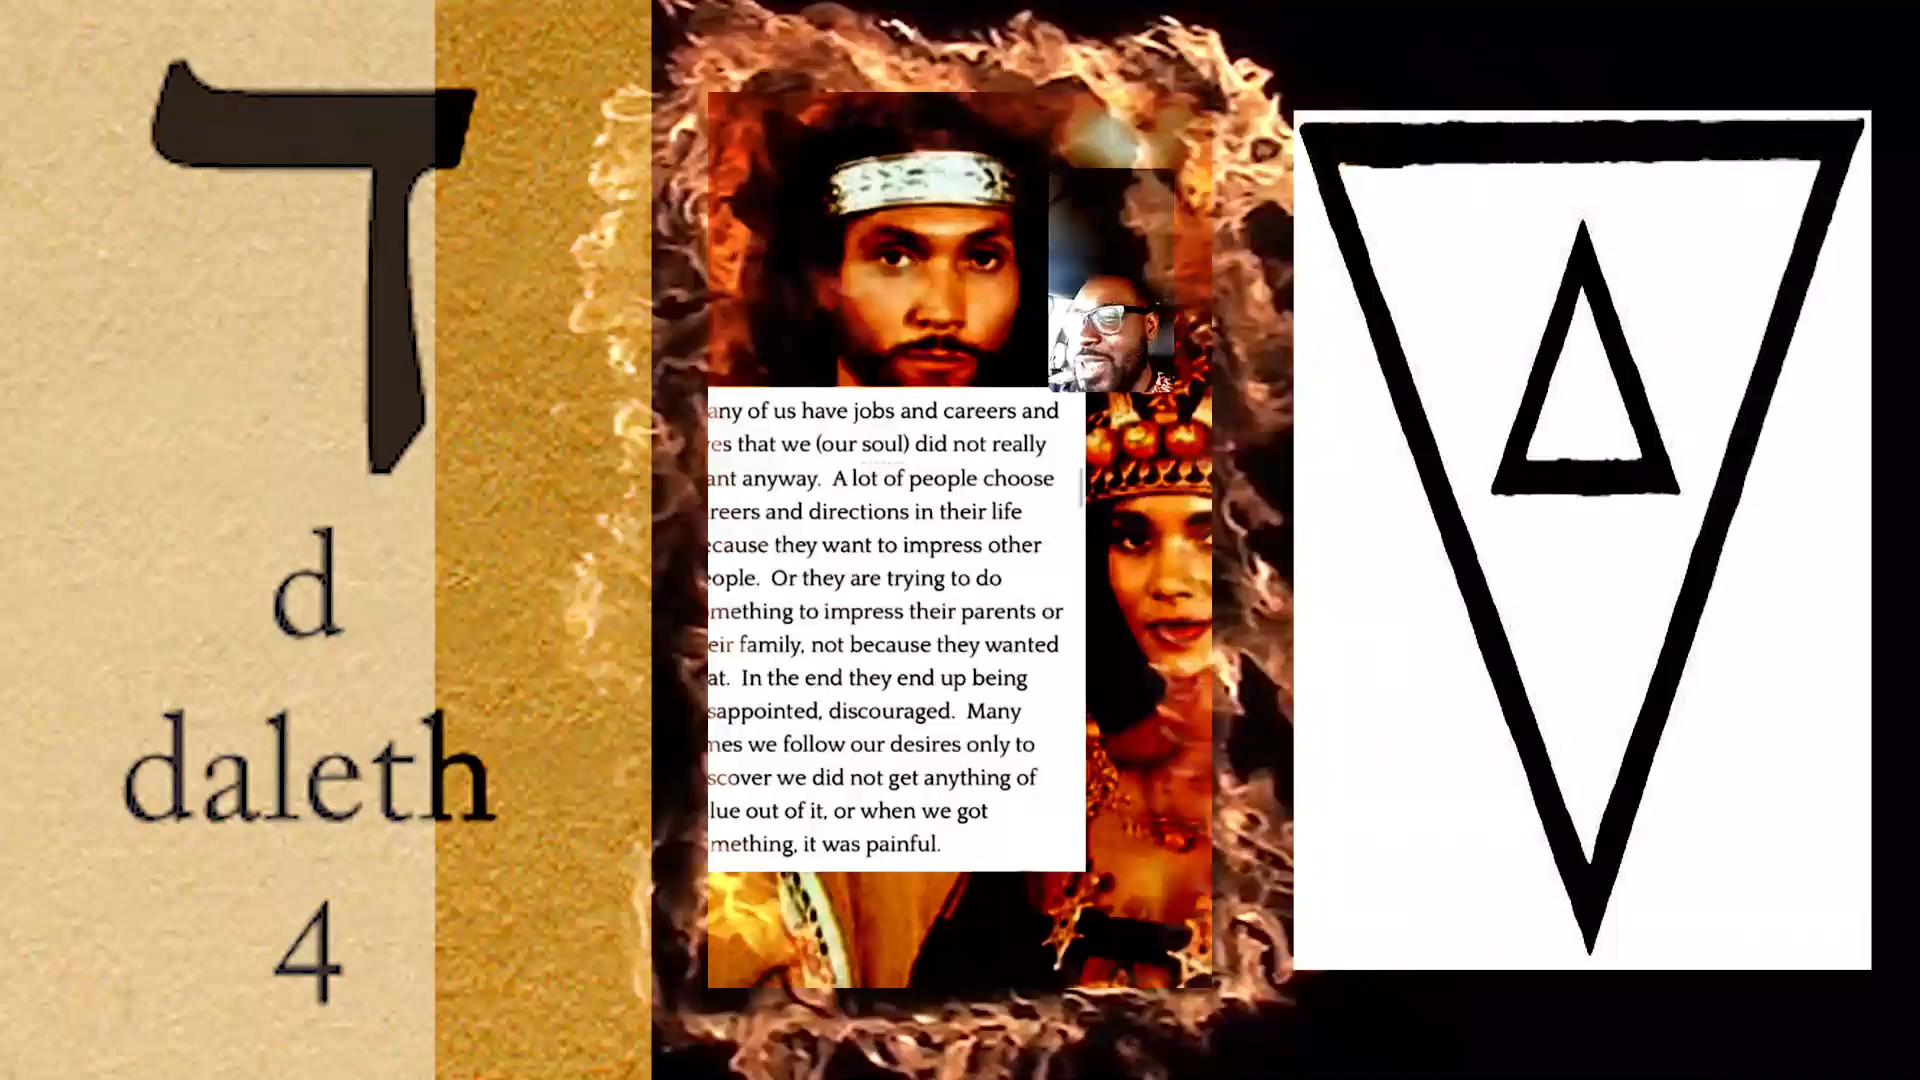 ד
d
daleth
4
any of us have jobs and careers and
es that we (our soul) did not really
ant anyway. A lot of people choose
reers and directions in their life
ecause they want to impress other
ople. Or they are trying to do
mething to impress their parents or
eir family, not because they wanted
at. In the end they end up being
sappointed, discouraged. Many
mes we follow our desires only to
scover we did not get anything of
lue out of it, or when we got
mething, it was painful.